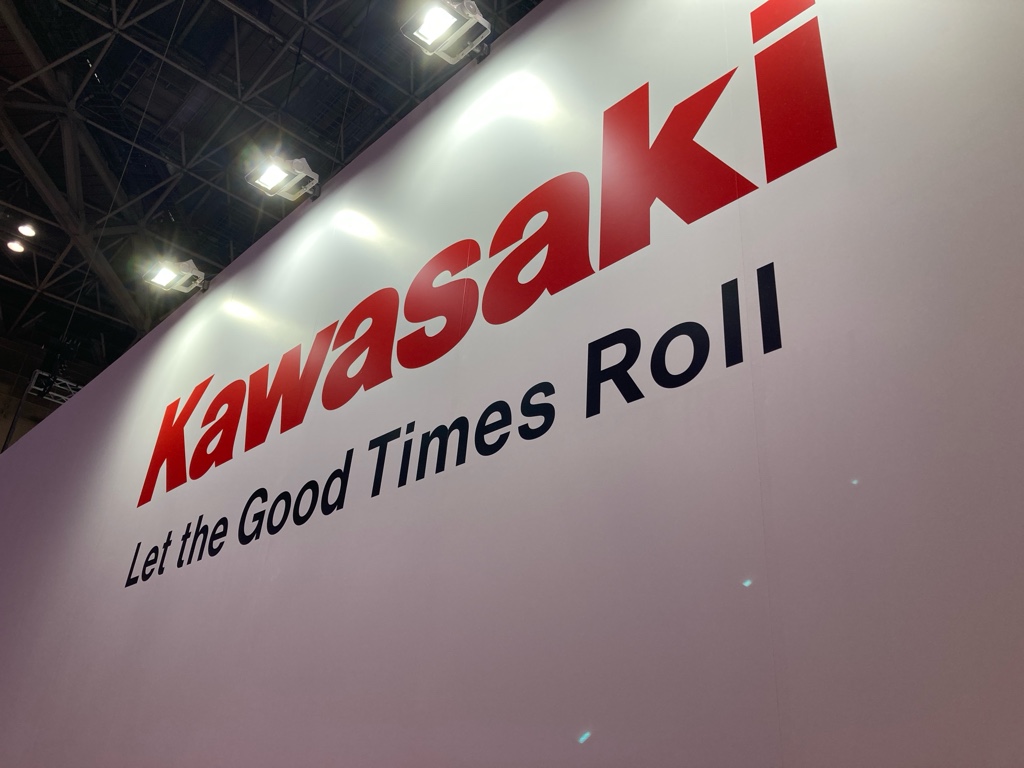 Kawasaki
Let the Good Times Roll